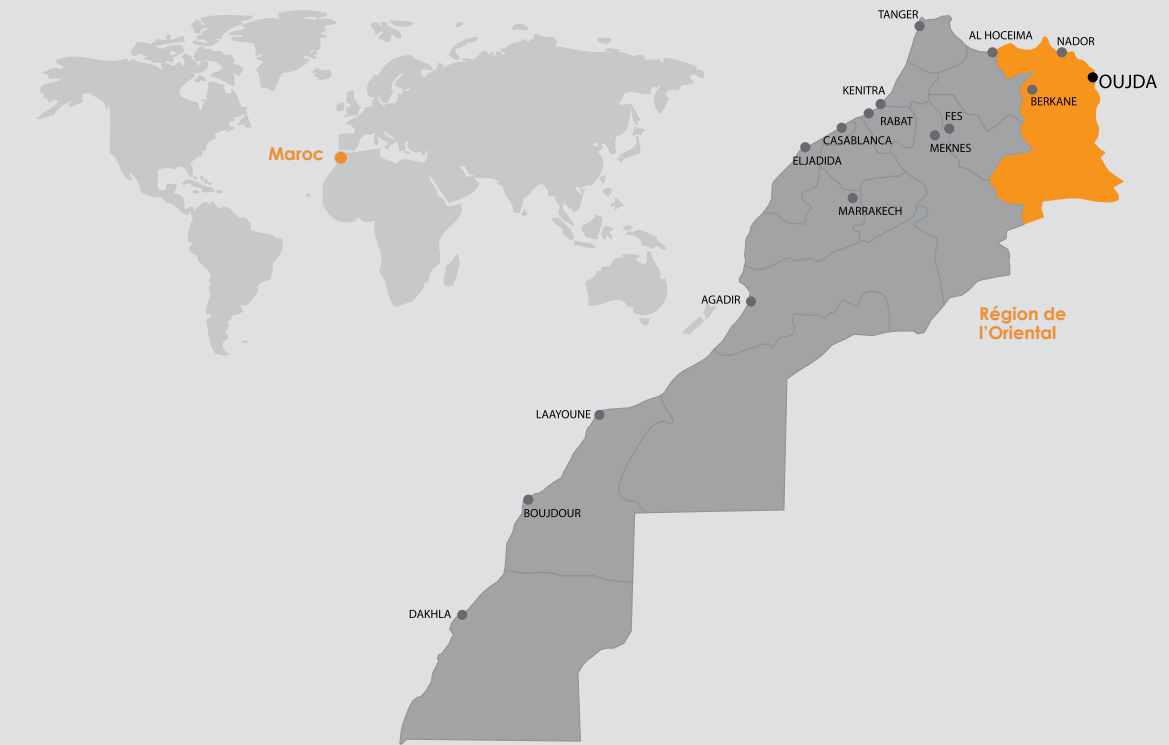 TANGER
AL HOCEIMA
NADOR
OUJDA
KENITRA
BERKANE
RABAT
FES
CASABLANCA
MEKNES
Maroc
ELJADIDA
MARRAKECH
AGADIR
Région de
l’Oriental
LAAYOUNE
BOUJDOUR
DAKHLA